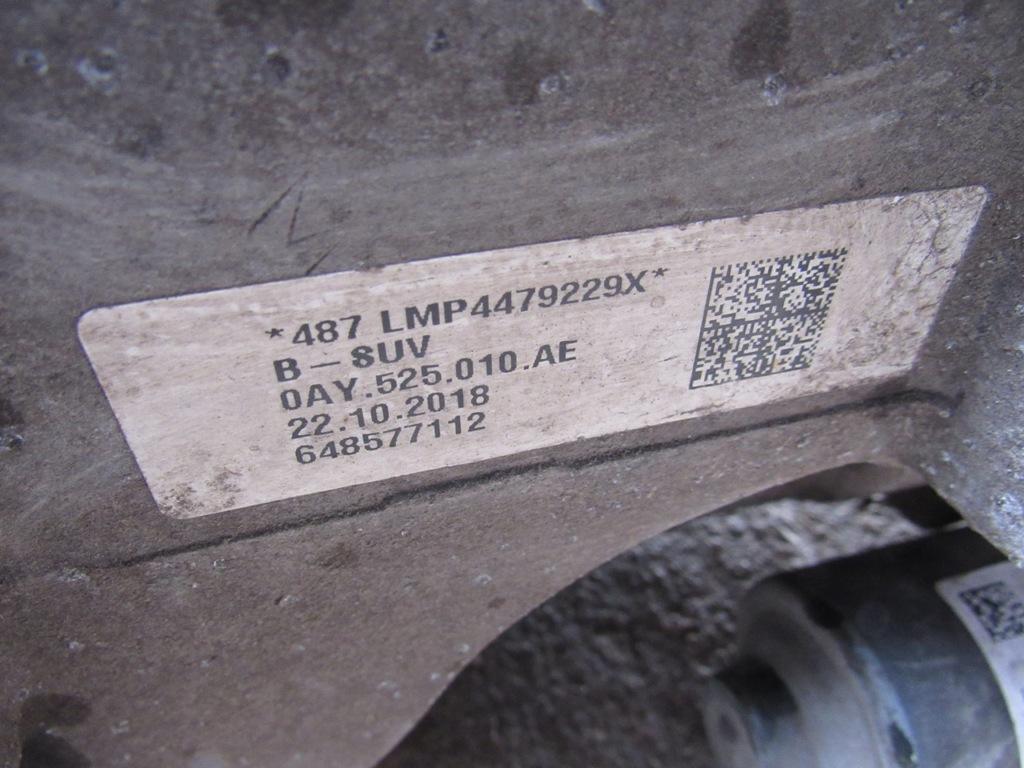 *487 LMP4479229X*
B-SUV
0AY.525.010.AE
22.10.2018
648577112